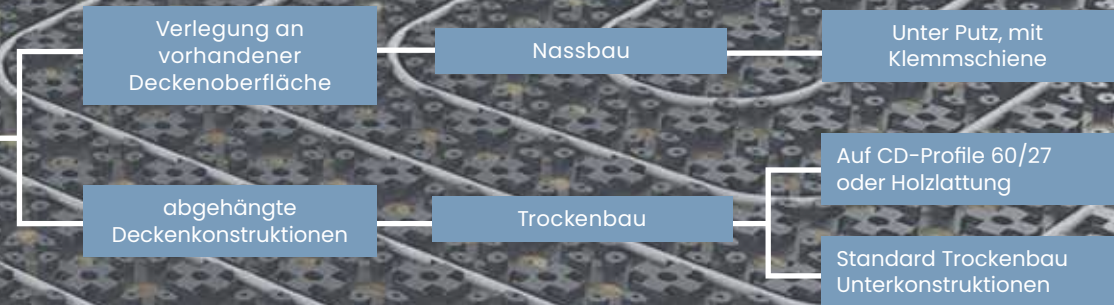 Verlegung an
vorhandener
Deckenoberfläche
Nassbau
Unter Putz, mit
Klemmschiene
abgehängte
Deckenkonstruktionen
Trockenbau
Auf CD-Profile 60/27
oder Holzlattung
Standard Trockenbau
Unterkonstruktionen